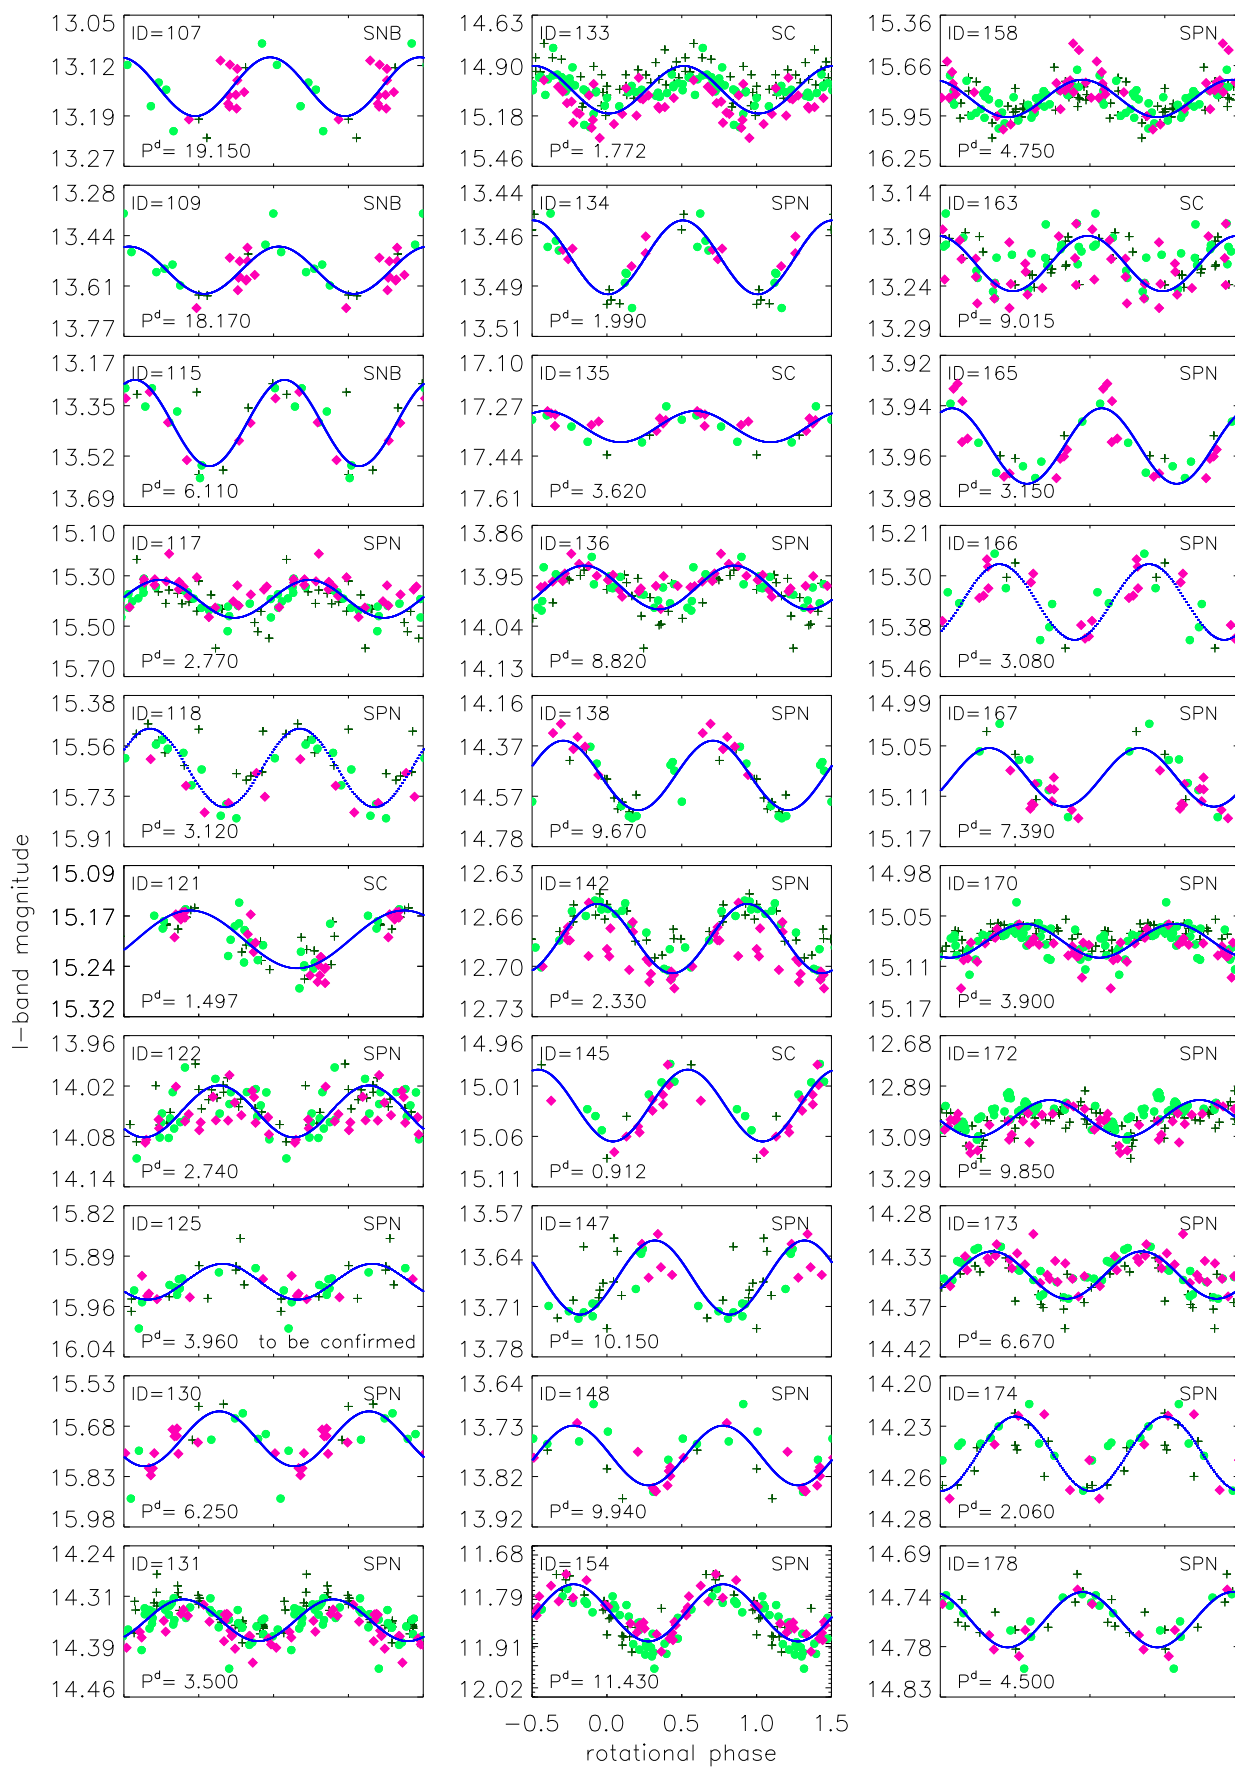 13.05
13.12
13.19
13.27
ID=107 SNB
P^d= 19.150
14.63
14.90
15.18
15.46
ID=133 SC
P^d= 1.772
15.36
15.66
15.95
16.25
ID=158 SPN
P^d= 4.750
13.28
13.44
13.61
13.77
ID=109 SNB
P^d= 18.170
13.44
13.46
13.49
13.51
ID=134 SPN
P^d= 1.990
13.14
13.19
13.24
13.29
ID=163 SC
P^d= 9.015
13.17
13.35
13.52
13.69
ID=115 SNB
P^d= 6.110
17.10
17.27
17.44
17.61
ID=135 SC
P^d= 3.620
13.92
13.94
13.96
13.98
ID=165 SPN
P^d= 3.150
15.10
15.30
15.50
15.70
ID=117 SPN
P^d= 2.770
13.86
13.95
14.04
14.13
ID=136 SPN
P^d= 8.820
15.21
15.30
15.38
15.46
ID=166 SPN
P^d= 3.080
15.38
15.56
15.73
15.91
ID=118 SPN
P^d= 3.120
14.16
14.37
14.57
14.78
ID=138 SPN
P^d= 9.670
14.99
15.05
15.11
15.17
ID=167 SPN
P^d= 7.390
15.09
15.17
15.24
15.32
ID=121 SC
P^d= 1.497
12.63
12.66
12.70
12.73
ID=142 SPN
P^d= 2.330
14.98
15.05
15.11
15.17
ID=170 SPN
P^d= 3.900
13.96
14.02
14.08
14.14
ID=122 SPN
P^d= 2.740
14.96
15.01
15.06
15.11
ID=145 SC
P^d= 0.912
12.68
12.89
13.09
13.29
ID=172 SPN
P^d= 9.850
15.82
15.89
15.96
16.04
ID=125 SPN
P^d= 3.960 to be confirmed
13.57
13.64
13.71
13.78
ID=147 SPN
P^d= 10.150
14.28
14.33
14.37
14.42
ID=173 SPN
P^d= 6.670
15.53
15.68
15.83
15.98
ID=130 SPN
P^d= 6.250
13.64
13.73
13.82
13.92
ID=148 SPN
P^d= 9.940
14.20
14.23
14.26
14.28
ID=174 SPN
P^d= 2.060
14.24
14.31
14.39
14.46
ID=131 SPN
P^d= 3.500
11.68
11.79
11.91
12.02
ID=154 SPN
P^d= 11.430
14.69
14.74
14.78
14.83
ID=178 SPN
P^d= 4.500
I-band magnitude
-0.5 0.0 0.5 1.0 1.5
rotational phase